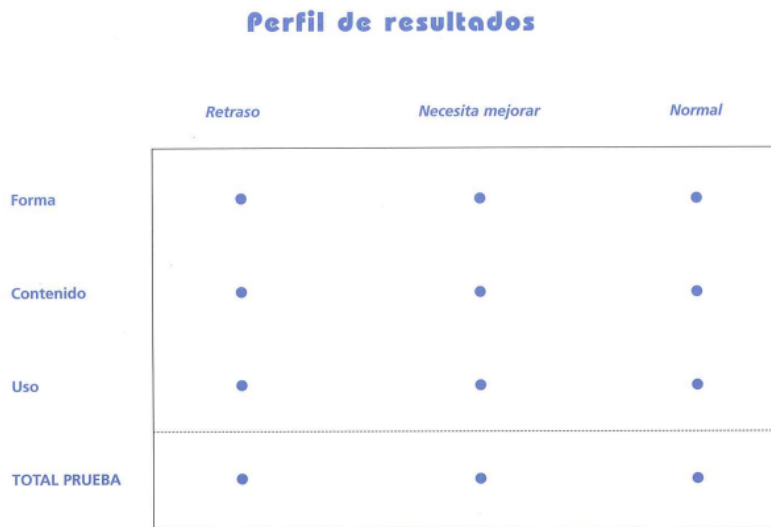 Perfil de resultados
Retraso Necesita mejorar Normal
Forma
Contenido
Uso
TOTAL PRUEBA